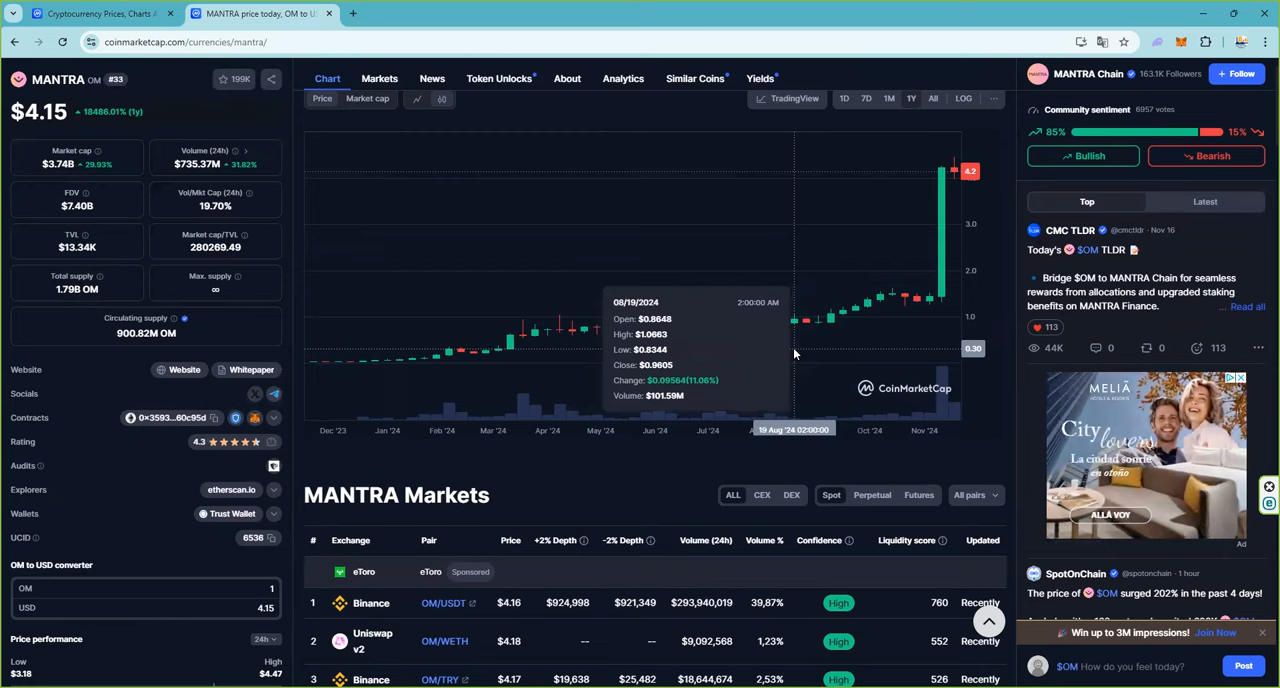 Cryptocurrency Prices, Charts A
MANTRA price today, OM to U
coinmarketcap.com/currencies/mantra/
MANTRA OM #33
199K
$4.15 18486.01% (1y)
Market cap
$3.74B 29.93%
Volume (24h)
$735.37M 31.82%
FDV
$7.40B
Vol/Mkt Cap (24h)
19.70%
TVL
$13.34K
Market cap/TVL
280269.49
Total supply
1.79B OM
Max. supply
∞
Circulating supply
900.82M OM
Website Website Whitepaper
Socials
Contracts 0x3593...60c95d
Rating 4.3
Audits
Explorers etherscan.io
Wallets Trust Wallet
UCID 6536
OM to USD converter
OM 1
USD 4.15
Price performance 24h
Low High
$3.18 $4.47
Chart Markets News Token Unlocks About Analytics Similar Coins Yields
Price Market cap TradingView 1D 7D 1M 1Y All LOG ...
4.2
3.0
2.0
1.0
0.30
08/19/2024 2:00:00 AM
Open: $0.8648
High: $1.0663
Low: $0.8344
Close: $0.9605
Change: $0.09564(11.06%)
Volume: $101.59M
CoinMarketCap
Dec '23 Jan '24 Feb '24 Mar '24 Apr '24 May '24 Jun '24 Jul '24 A 19 Aug '24 02:00:00 Oct '24 Nov '24
MANTRA Markets
ALL CEX DEX Spot Perpetual Futures All pairs
# Exchange Pair Price +2% Depth -2% Depth Volume (24h) Volume % Confidence Liquidity score Updated
eToro eToro Sponsored
1 Binance OM/USDT $4.16 $924,998 $921,349 $293,940,019 39,87% High 760 Recently
2 Uniswap v2 OM/WETH $4.18 -- -- $9,092,568 1,23% High 552 Recently
3 Binance OM/TRY $4.17 $19,638 $25,482 $18,644,674 2,53% High 526 Recently
MANTRA Chain 163.1K Followers + Follow
Community sentiment 6957 votes
85% 15%
Bullish Bearish
Top Latest
CMC TLDR @cmctldr · Nov 16
Today's $OM TLDR
Bridge $OM to MANTRA Chain for seamless
rewards from allocations and upgraded staking
benefits on MANTRA Finance. ... Read all
113
44K 0 0 113
MELIÃ
HOTELS & RESORTS
City
lovers
La ciudad sonríe
en otoño
ALLÁ VOY
Ad
SpotOnChain @spotonchain · 1 hour
The price of $OM surged 202% in the past 4 days!
Win up to 3M impressions! Join Now
$OM How do you feel today? Post